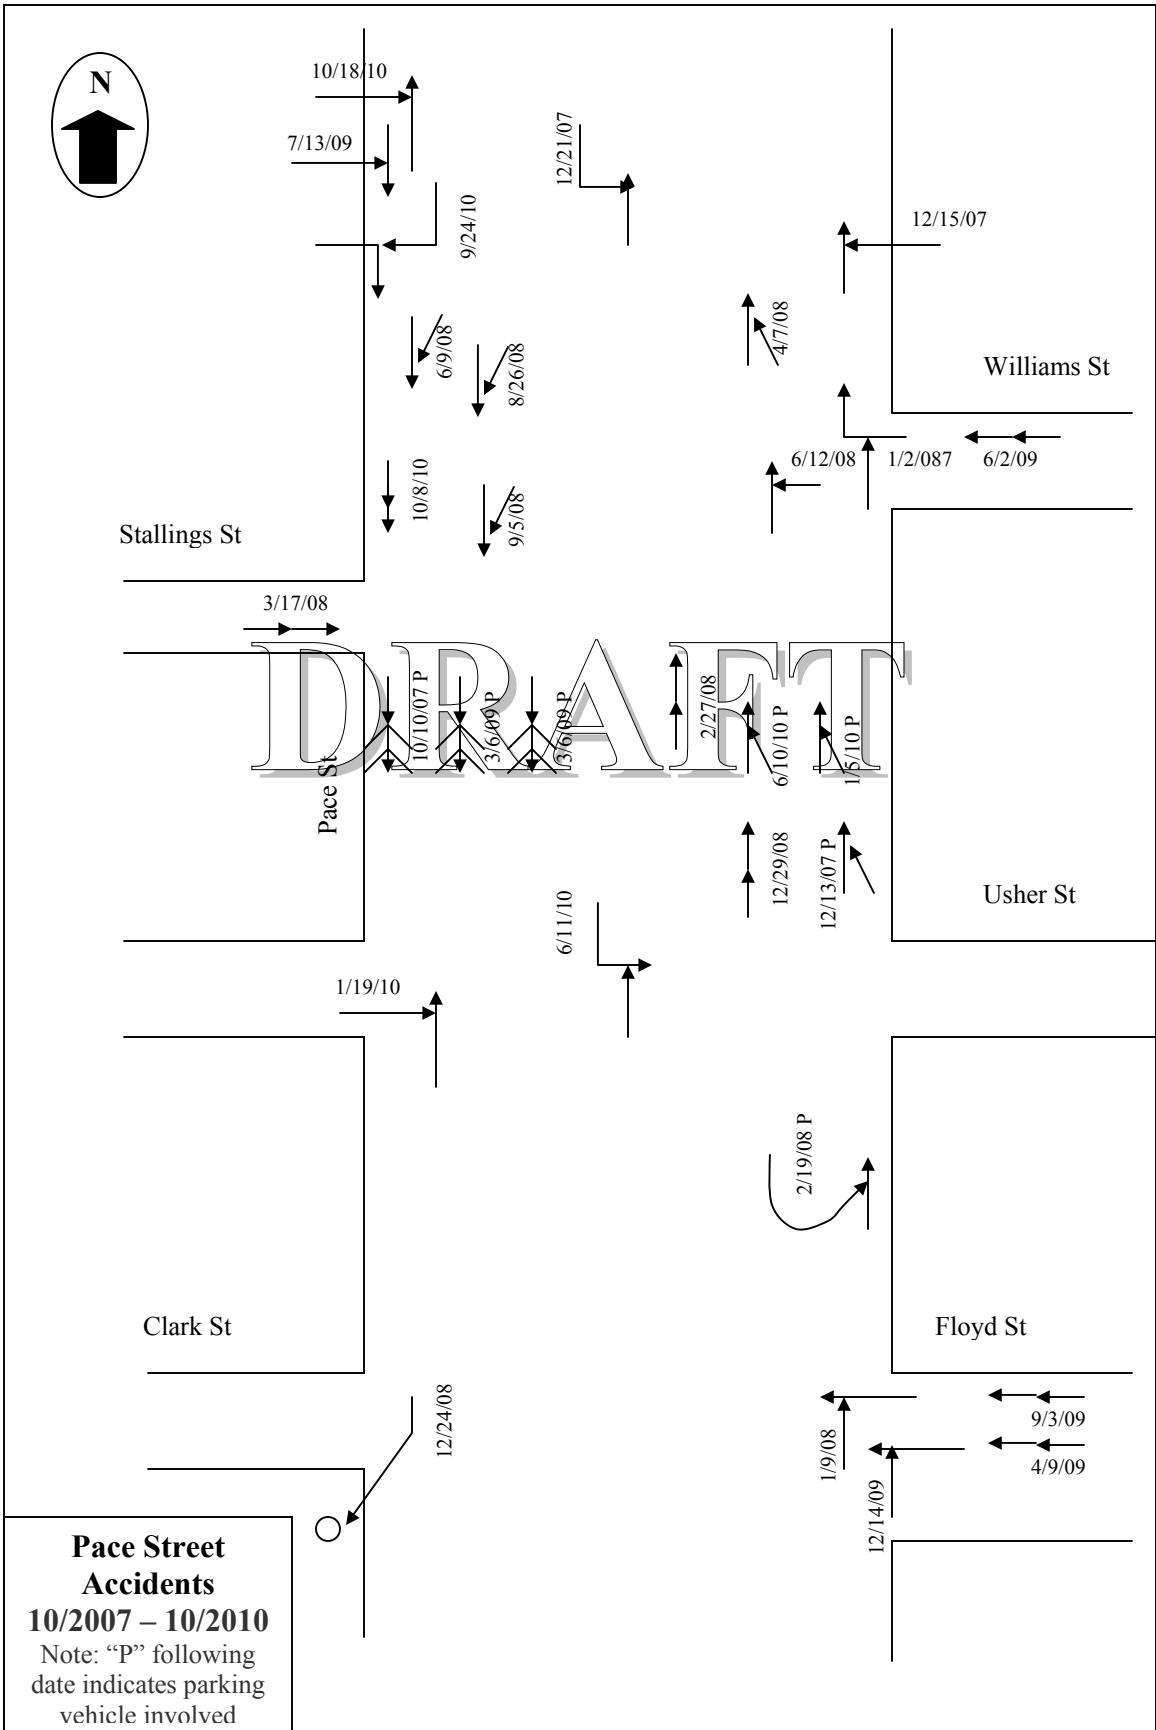 N
10/18/10
7/13/09
9/24/10
12/21/07
12/15/07
6/9/08
8/26/08
4/7/08
Williams St
10/8/10
9/5/08
6/12/08
1/2/087
6/2/09
Stallings St
3/17/08
DRAFT
Pace St
10/10/07 P
3/6/09 P
3/6/09 P
2/27/08
6/10/10 P
1/5/10 P
12/29/08
12/13/07 P
Usher St
6/11/10
1/19/10
2/19/08 P
Clark St
Floyd St
12/24/08
1/9/08
12/14/09
9/3/09
4/9/09
Pace Street
Accidents
10/2007 – 10/2010
Note: “P” following
date indicates parking
vehicle involved